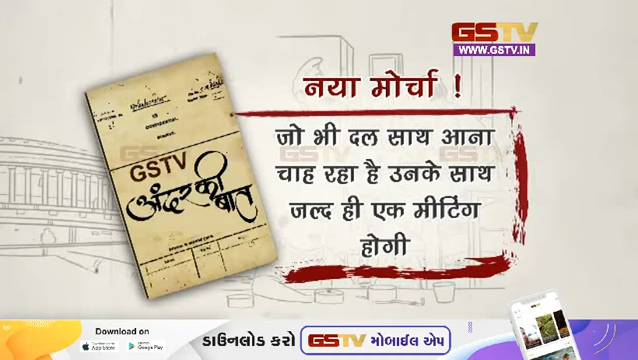 GSTV
WWW.GSTV.IN
नया मोर्चा !
जो भी दल साथ आना
चाह रहा है उनके साथ
जल्द ही एक मीटिंग
होगी
GSTV
अंदर की
बात
Download on
App Store
Google Play
ડાઉનલોડ કરો GSTV મોબાઈલ એપ